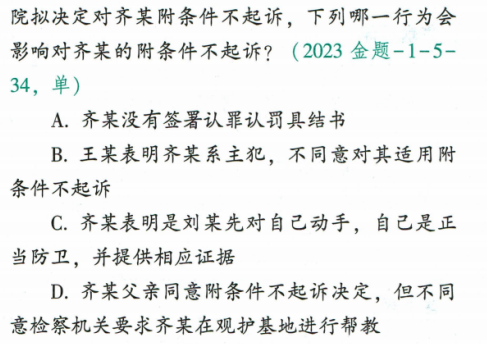 院拟决定对齐某附条件不起诉，下列哪一行为会
影响对齐某的附条件不起诉？（2023 金题-1-5-
34，单）
A. 齐某没有签署认罪认罚具结书
B. 王某表明齐某系主犯，不同意对其适用附
条件不起诉
C. 齐某表明是刘某先对自己动手，自己是正
当防卫，并提供相应证据
D. 齐某父亲同意附条件不起诉决定，但不同
意检察机关要求齐某在观护基地进行帮教